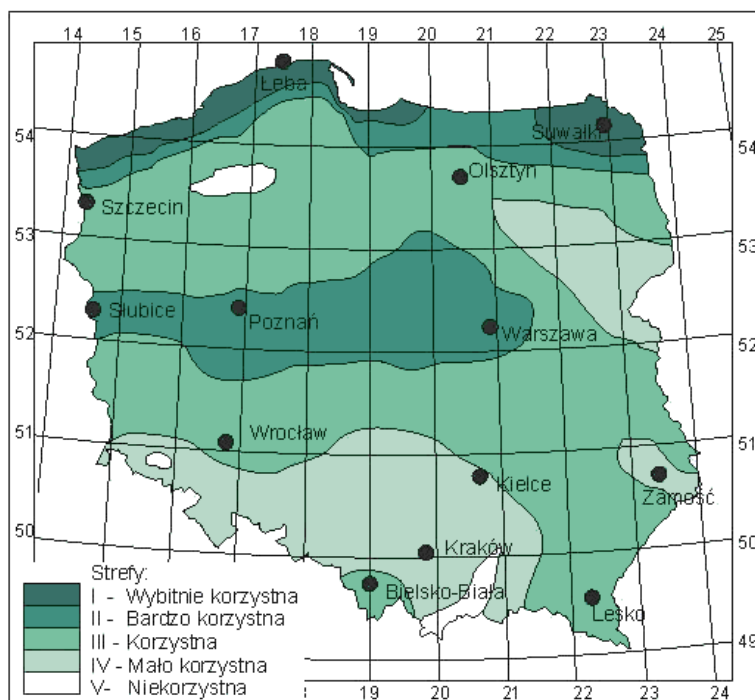 14 15 16 17 18 19 20 21 22 23 24 25
Łeba
54
Suwałki
54
Olsztyn
Szczecin
53
53
Słubice
Poznań
Warszawa
52
52
51
Wrocław
51
Kielce
Zamość
50
Kraków
50
Strefy:
Bielsko-Biała
Lesko
I - Wybitnie korzystna
II - Bardzo korzystna
III - Korzystna
49
IV - Mało korzystna
V- Niekorzystna
19 20 21 22 23 24